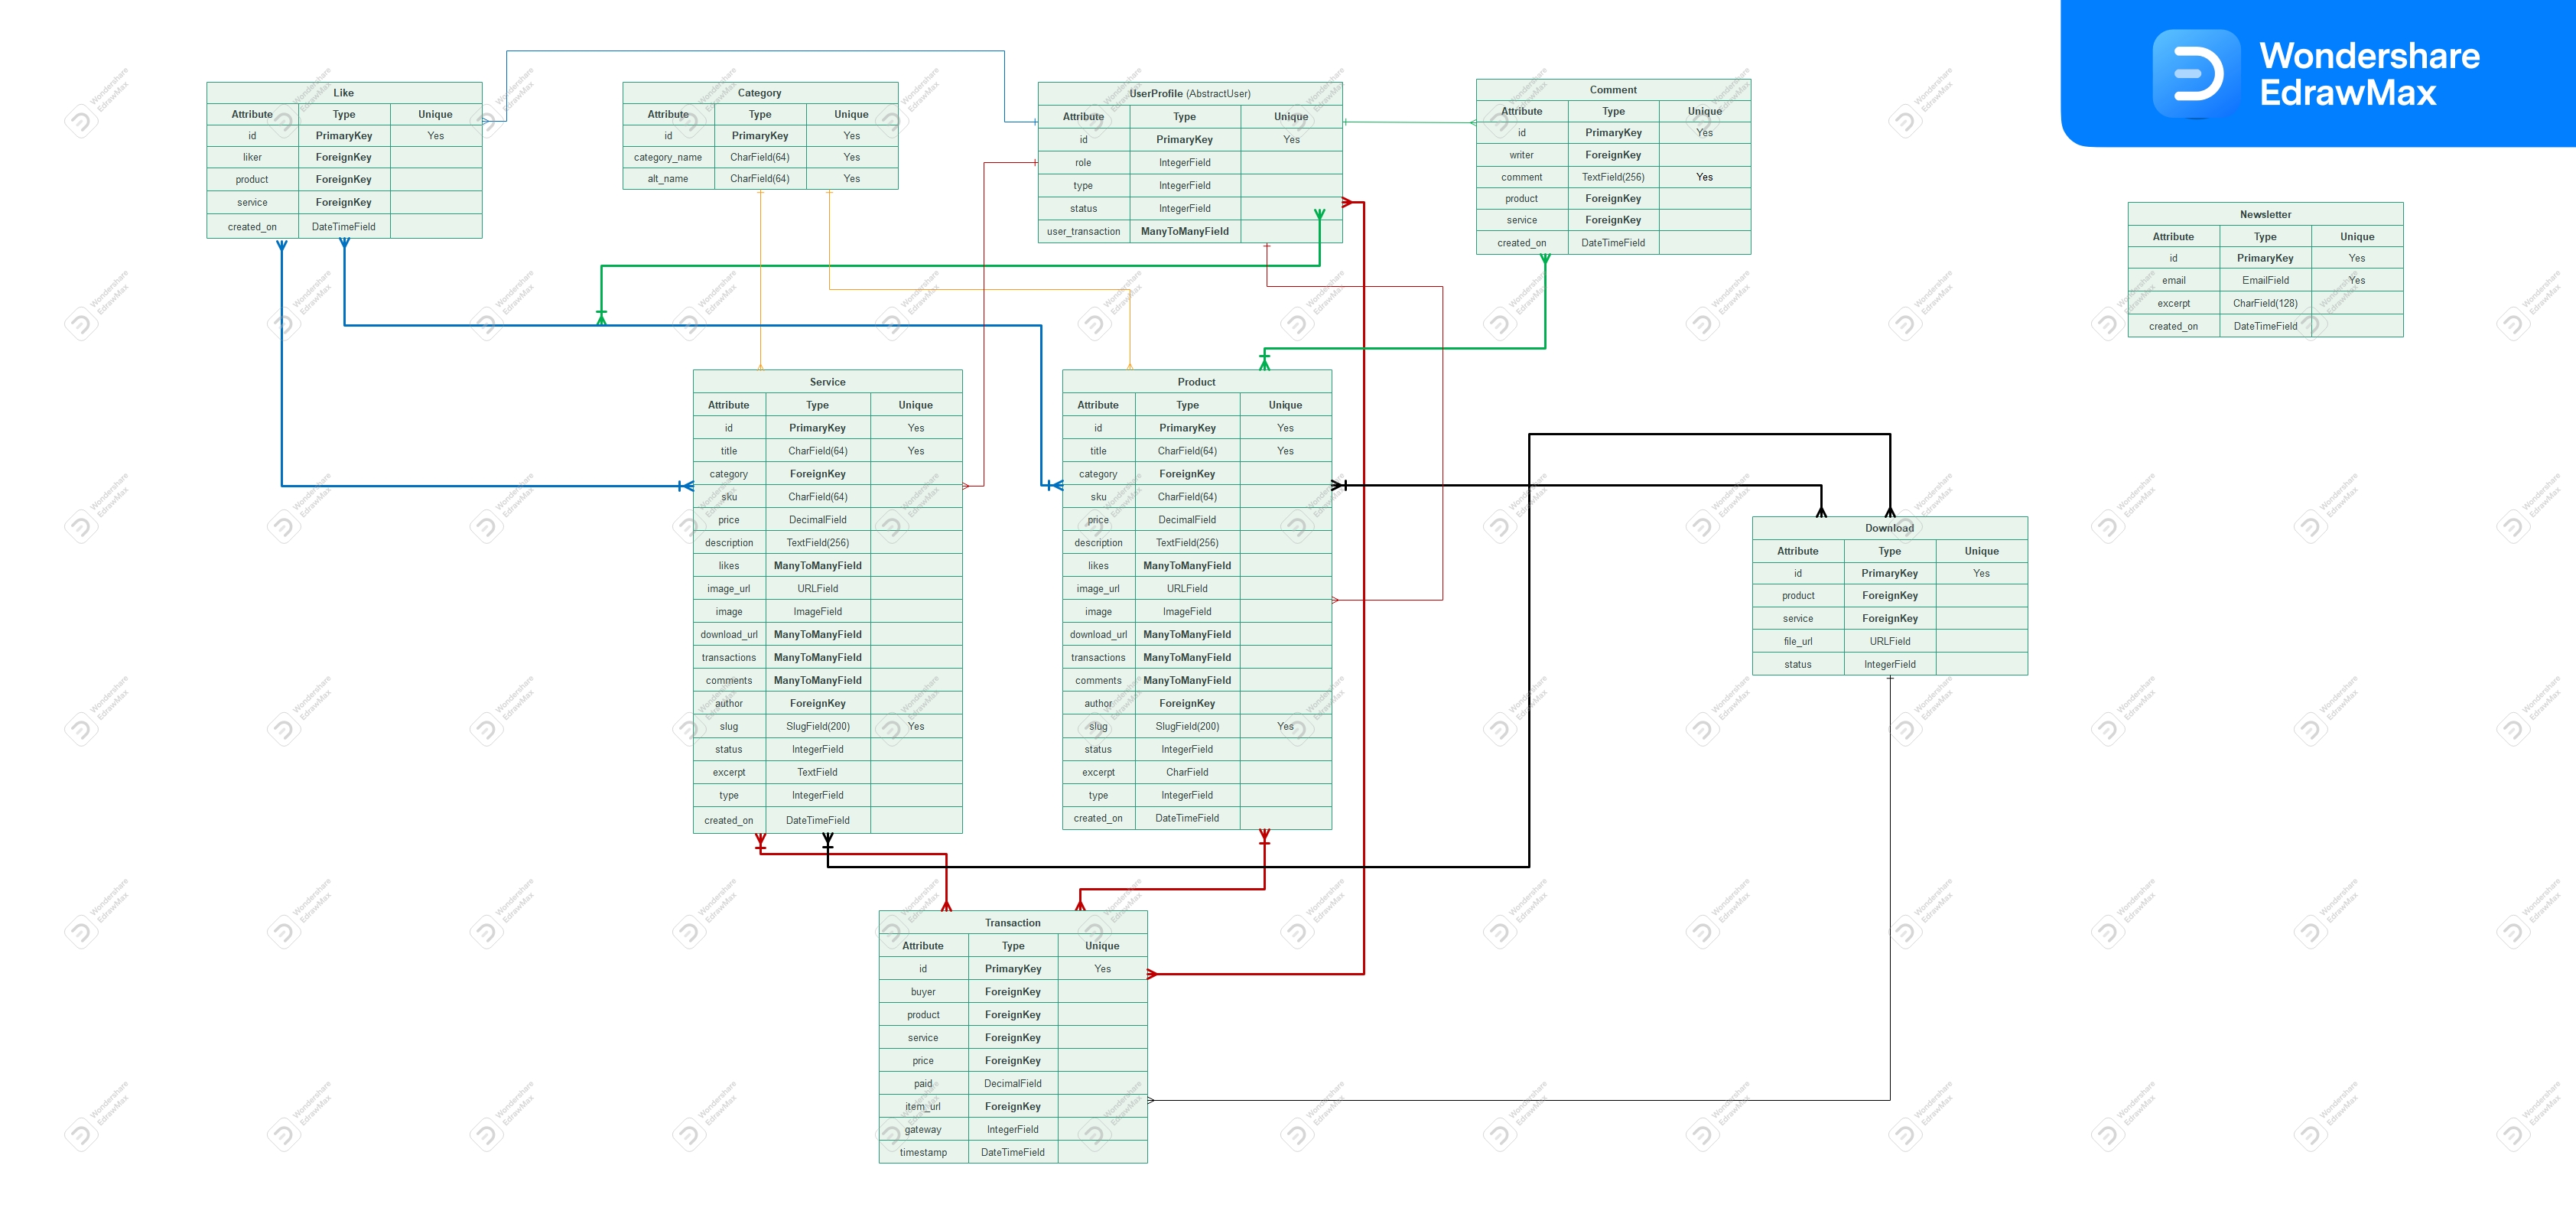 Wondershare
EdrawMax
Like
Attribute Type Unique
id PrimaryKey Yes
liker ForeignKey
product ForeignKey
service ForeignKey
created_on DateTimeField
Category
Attribute Type Unique
id PrimaryKey Yes
category_name CharField(64) Yes
alt_name CharField(64) Yes
UserProfile (AbstractUser)
Attribute Type Unique
id PrimaryKey Yes
role IntegerField
type IntegerField
status IntegerField
user_transaction ManyToManyField
Comment
Attribute Type Unique
id PrimaryKey Yes
writer ForeignKey
comment TextField(256) Yes
product ForeignKey
service ForeignKey
created_on DateTimeField
Newsletter
Attribute Type Unique
id PrimaryKey Yes
email EmailField Yes
excerpt CharField(128)
created_on DateTimeField
Service
Attribute Type Unique
id PrimaryKey Yes
title CharField(64) Yes
category ForeignKey
sku CharField(64)
price DecimalField
description TextField(256)
likes ManyToManyField
image_url URLField
image ImageField
download_url ManyToManyField
transactions ManyToManyField
comments ManyToManyField
author ForeignKey
slug SlugField(200) Yes
status IntegerField
excerpt TextField
type IntegerField
created_on DateTimeField
Product
Attribute Type Unique
id PrimaryKey Yes
title CharField(64) Yes
category ForeignKey
sku CharField(64)
price DecimalField
description TextField(256)
likes ManyToManyField
image_url URLField
image ImageField
download_url ManyToManyField
transactions ManyToManyField
comments ManyToManyField
author ForeignKey
slug SlugField(200) Yes
status IntegerField
excerpt CharField
type IntegerField
created_on DateTimeField
Download
Attribute Type Unique
id PrimaryKey Yes
product ForeignKey
service ForeignKey
file_url URLField
status IntegerField
Transaction
Attribute Type Unique
id PrimaryKey Yes
buyer ForeignKey
product ForeignKey
service ForeignKey
price ForeignKey
paid DecimalField
item_url ForeignKey
gateway IntegerField
timestamp DateTimeField